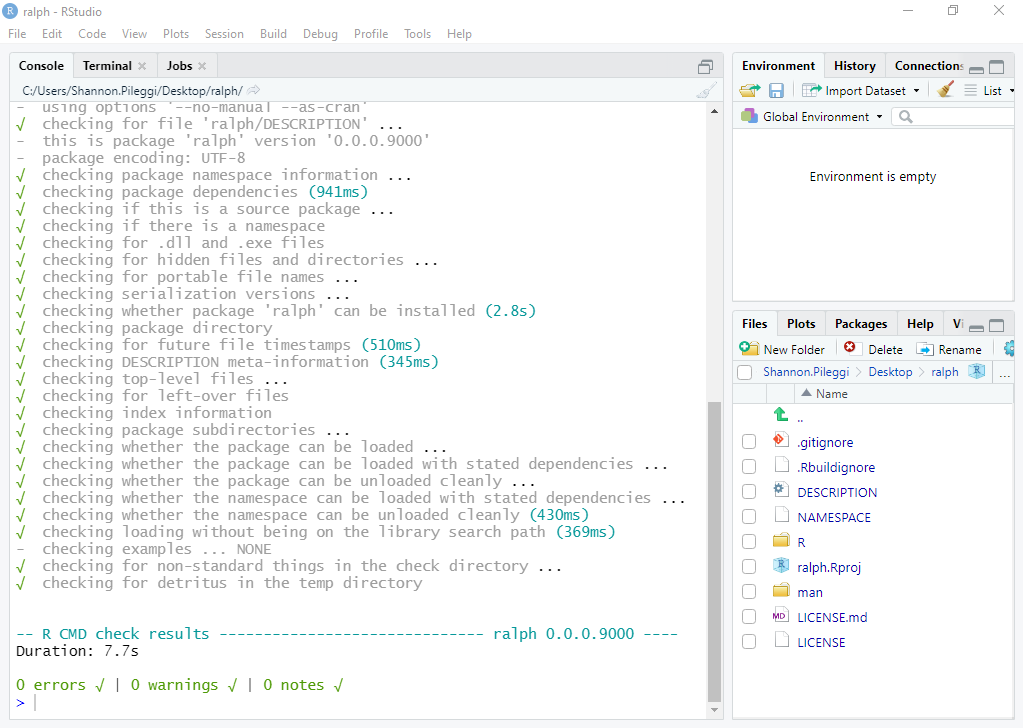 ralph - RStudio
File Edit Code View Plots Session Build Debug Profile Tools Help
Console Terminal Jobs
C:/Users/Shannon.Pileggi/Desktop/ralph/
- using options '--no-manual --as-cran'
√ checking for file 'ralph/DESCRIPTION' ...
- this is package 'ralph' version '0.0.0.9000'
- package encoding: UTF-8
√ checking package namespace information ...
√ checking package dependencies (941ms)
√ checking if this is a source package ...
√ checking if there is a namespace
√ checking for .dll and .exe files
√ checking for hidden files and directories ...
√ checking for portable file names ...
√ checking serialization versions ...
√ checking whether package 'ralph' can be installed (2.8s)
√ checking package directory
√ checking for future file timestamps (510ms)
√ checking DESCRIPTION meta-information (345ms)
√ checking top-level files ...
√ checking for left-over files
√ checking index information
√ checking package subdirectories ...
√ checking whether the package can be loaded ...
√ checking whether the package can be loaded with stated dependencies ...
√ checking whether the package can be unloaded cleanly ...
√ checking whether the namespace can be loaded with stated dependencies ...
√ checking whether the namespace can be unloaded cleanly (430ms)
√ checking loading without being on the library search path (369ms)
- checking examples ... NONE
√ checking for non-standard things in the check directory ...
√ checking for detritus in the temp directory
-- R CMD check results ------------------------------ ralph 0.0.0.9000 ----
Duration: 7.7s
0 errors √ | 0 warnings √ | 0 notes √
>
Environment History Connections
Import Dataset List
Global Environment
Environment is empty
Files Plots Packages Help Vi
New Folder Delete Rename
Shannon.Pileggi Desktop ralph R ...
Name
..
.gitignore
.Rbuildignore
DESCRIPTION
NAMESPACE
R
ralph.Rproj
man
LICENSE.md
LICENSE